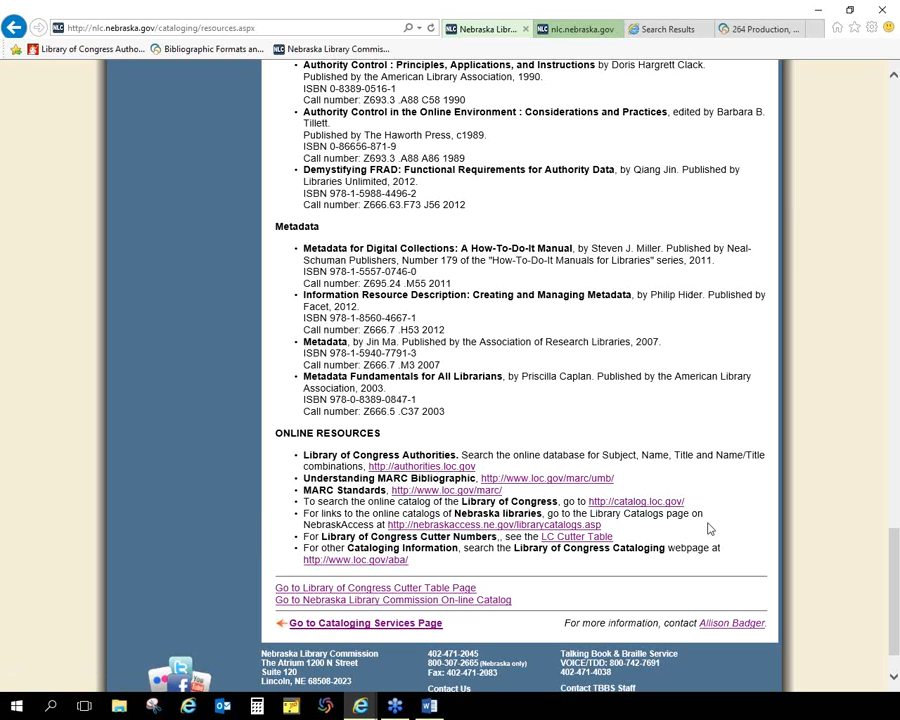 http://nlc.nebraska.gov/cataloging/resources.aspx
Nebraska Libr...
nlc.nebraska.gov
Search Results
264 Production, ...
Library of Congress Autho...
Bibliographic Formats and...
Nebraska Library Commis...
Authority Control : Principles, Applications, and Instructions by Doris Hargrett Clack.
Published by the American Library Association, 1990.
ISBN 0-8389-0516-1
Call number: Z693.3 .A88 C58 1990
• Authority Control in the Online Environment : Considerations and Practices, edited by Barbara B.
Tillett.
Published by The Haworth Press, c1989.
ISBN 0-86656-871-9
Call number: Z693.3 .A88 A86 1989
• Demystifying FRAD: Functional Requirements for Authority Data, by Qiang Jin. Published by
Libraries Unlimited, 2012.
ISBN 978-1-5988-4496-2
Call number: Z666.63.F73 J56 2012
Metadata
• Metadata for Digital Collections: A How-To-Do-It Manual, by Steven J. Miller. Published by Neal-
Schuman Publishers, Number 179 of the "How-To-Do-It Manuals for Libraries" series, 2011.
ISBN 978-1-5557-0746-0
Call number: Z695.24 .M55 2011
• Information Resource Description: Creating and Managing Metadata, by Philip Hider. Published by
Facet, 2012.
ISBN 978-1-8560-4667-1
Call number: Z666.7 .H53 2012
• Metadata, by Jin Ma. Published by the Association of Research Libraries, 2007.
ISBN 978-1-5940-7791-3
Call number: Z666.7 .M3 2007
• Metadata Fundamentals for All Librarians, by Priscilla Caplan. Published by the American Library
Association, 2003.
ISBN 978-0-8389-0847-1
Call number: Z666.5 .C37 2003
ONLINE RESOURCES
• Library of Congress Authorities. Search the online database for Subject, Name, Title and Name/Title
combinations, http://authorities.loc.gov
• Understanding MARC Bibliographic, http://www.loc.gov/marc/umb/
• MARC Standards, http://www.loc.gov/marc/
• To search the online catalog of the Library of Congress, go to http://catalog.loc.gov/
• For links to the online catalogs of Nebraska libraries, go to the Library Catalogs page on
NebraskAccess at http://nebraskaccess.ne.gov/librarycatalogs.asp
• For Library of Congress Cutter Numbers,, see the LC Cutter Table
• For other Cataloging Information, search the Library of Congress Cataloging webpage at
http://www.loc.gov/aba/
Go to Library of Congress Cutter Table Page
Go to Nebraska Library Commission On-line Catalog
Go to Cataloging Services Page
For more information, contact Allison Badger.
Nebraska Library Commission
The Atrium 1200 N Street
Suite 120
Lincoln, NE 68508-2023
402-471-2045
800-307-2665 (Nebraska only)
Fax: 402-471-2083
Contact Us
Talking Book & Braille Service
VOICE/TDD: 800-742-7691
402-471-4038
Contact TBBS Staff
You